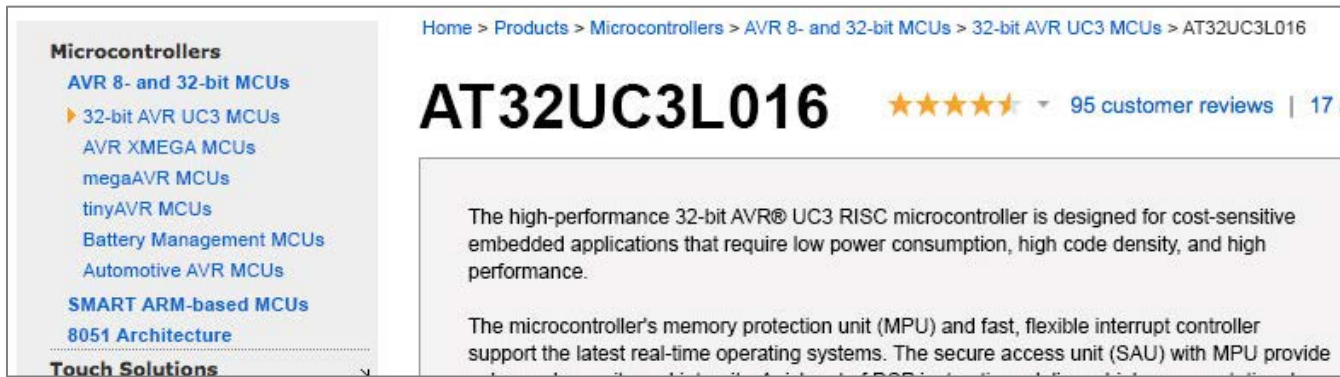 Microcontrollers
AVR 8- and 32-bit MCUs
32-bit AVR UC3 MCUs
AVR XMEGA MCUs
megaAVR MCUs
tinyAVR MCUs
Battery Management MCUs
Automotive AVR MCUs
SMART ARM-based MCUs
8051 Architecture
Touch Solutions
Home > Products > Microcontrollers > AVR 8- and 32-bit MCUs > 32-bit AVR UC3 MCUs > AT32UC3L016
AT32UC3L016 95 customer reviews | 17
The high-performance 32-bit AVR® UC3 RISC microcontroller is designed for cost-sensitive
embedded applications that require low power consumption, high code density, and high
performance.
The microcontroller's memory protection unit (MPU) and fast, flexible interrupt controller
support the latest real-time operating systems. The secure access unit (SAU) with MPU provide